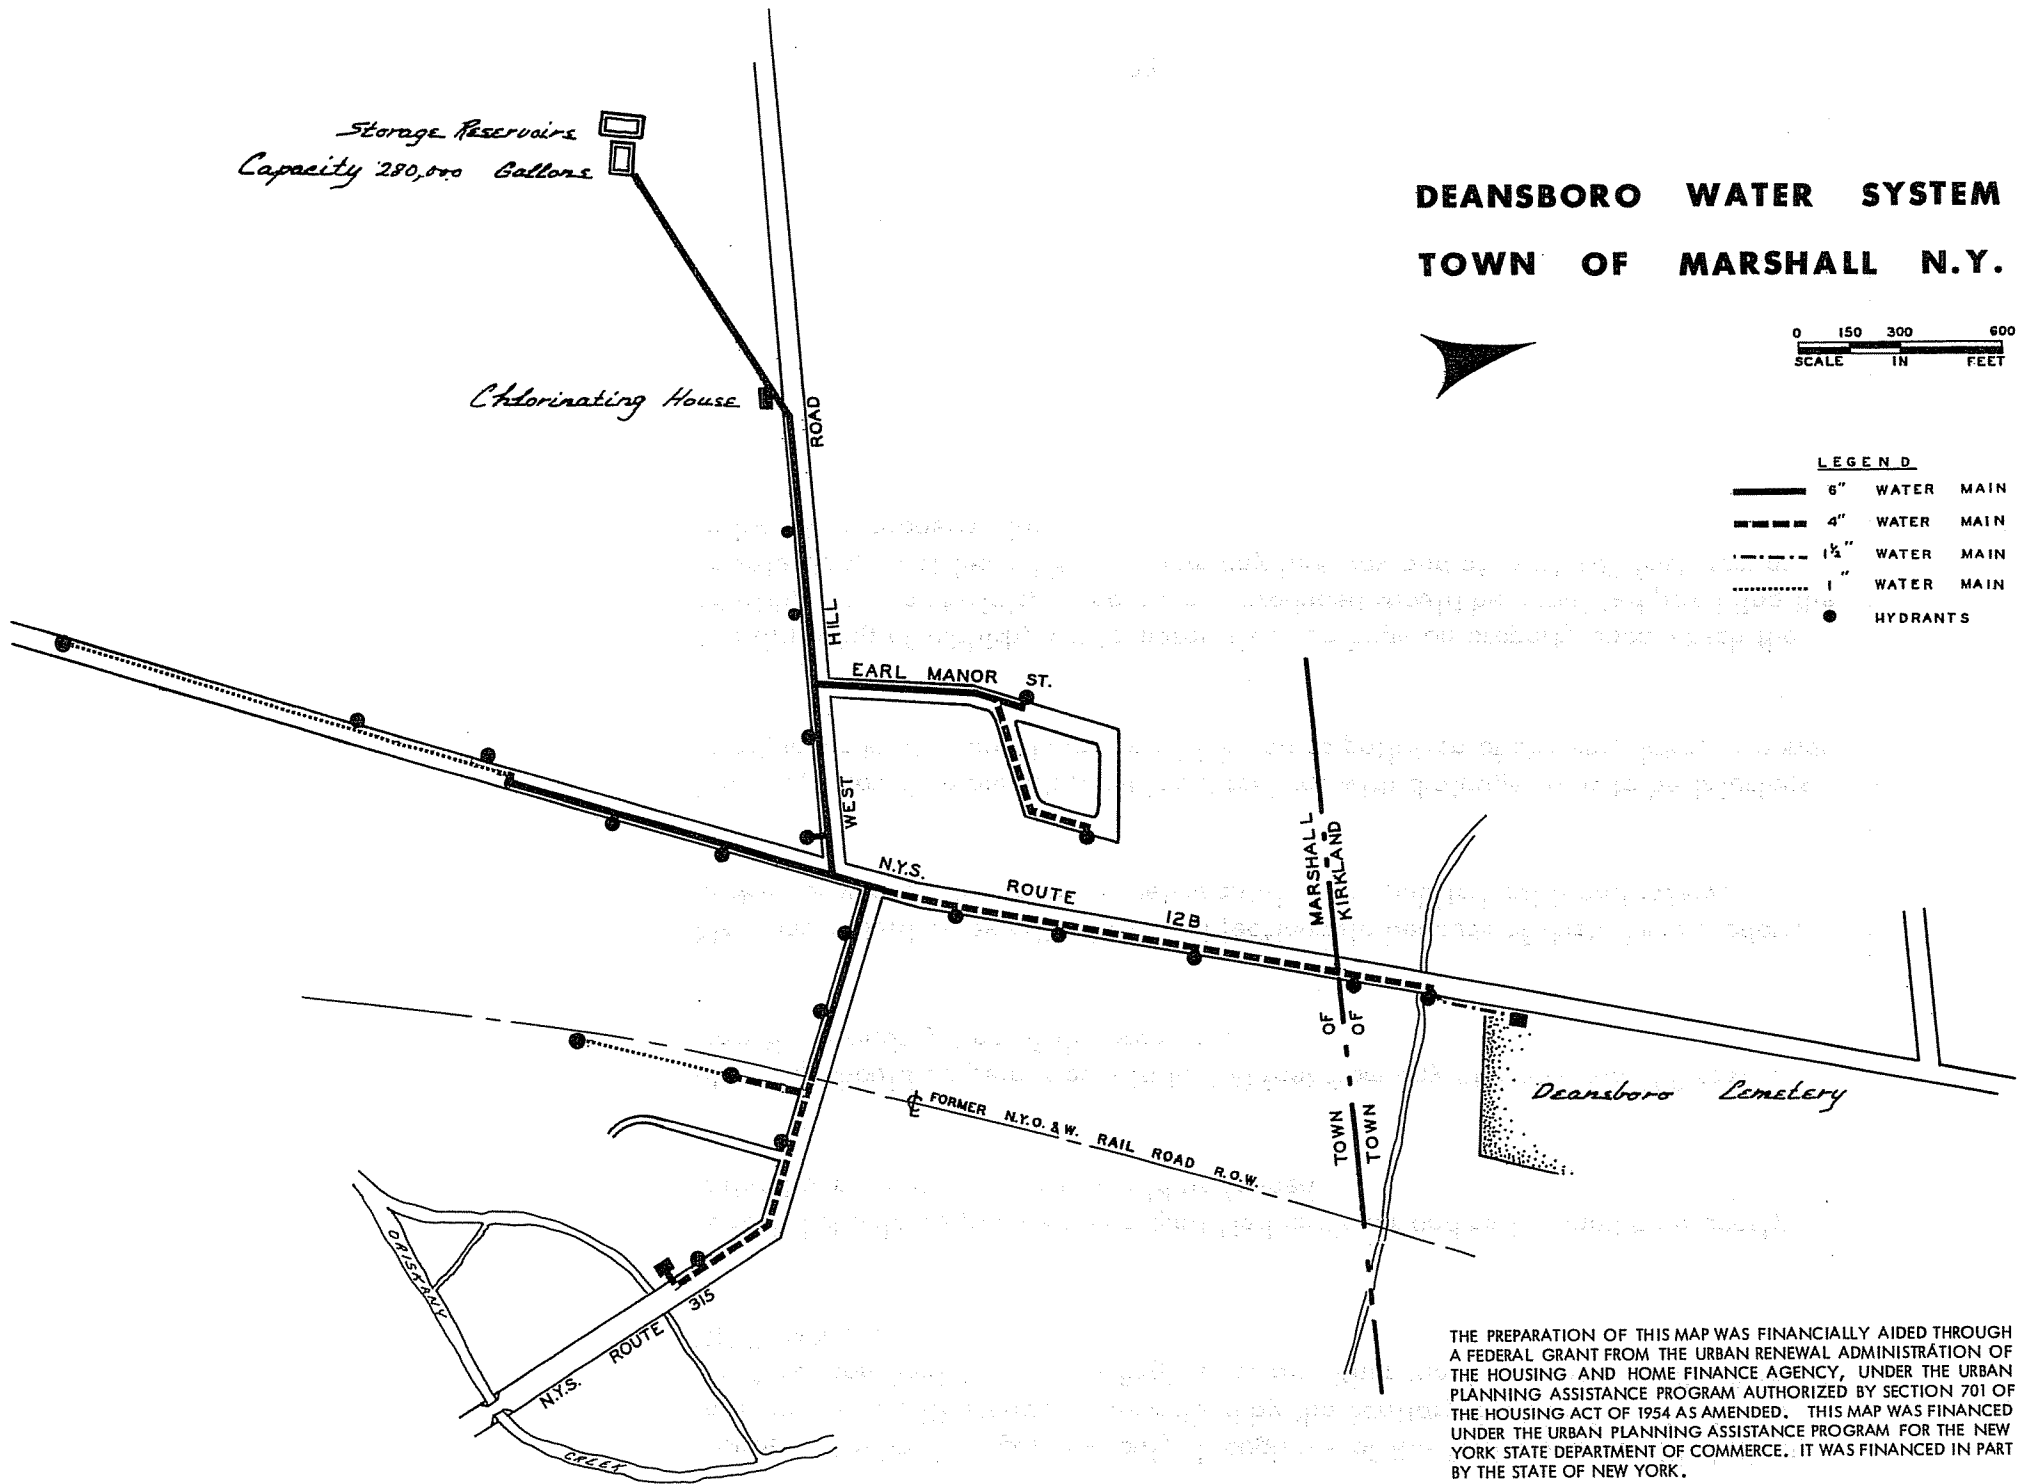 Storage Reservoirs
Capacity 280,000 Gallons
DEANSBORO WATER SYSTEM
TOWN OF MARSHALL N.Y.
0 150 300 600
SCALE IN FEET
Chlorinating House
WEST HILL ROAD
LEGEND
6" WATER MAIN
4" WATER MAIN
1½" WATER MAIN
1" WATER MAIN
HYDRANTS
EARL MANOR ST.
N.Y.S. ROUTE 12B
TOWN OF MARSHALL
TOWN OF KIRKLAND
Deansboro Cemetery
℄ FORMER N.Y.O. & W. RAIL ROAD R.O.W.
ORISKANY
CREEK
N.Y.S. ROUTE 315
THE PREPARATION OF THIS MAP WAS FINANCIALLY AIDED THROUGH
A FEDERAL GRANT FROM THE URBAN RENEWAL ADMINISTRATION OF
THE HOUSING AND HOME FINANCE AGENCY, UNDER THE URBAN
PLANNING ASSISTANCE PROGRAM AUTHORIZED BY SECTION 701 OF
THE HOUSING ACT OF 1954 AS AMENDED. THIS MAP WAS FINANCED
UNDER THE URBAN PLANNING ASSISTANCE PROGRAM FOR THE NEW
YORK STATE DEPARTMENT OF COMMERCE. IT WAS FINANCED IN PART
BY THE STATE OF NEW YORK.